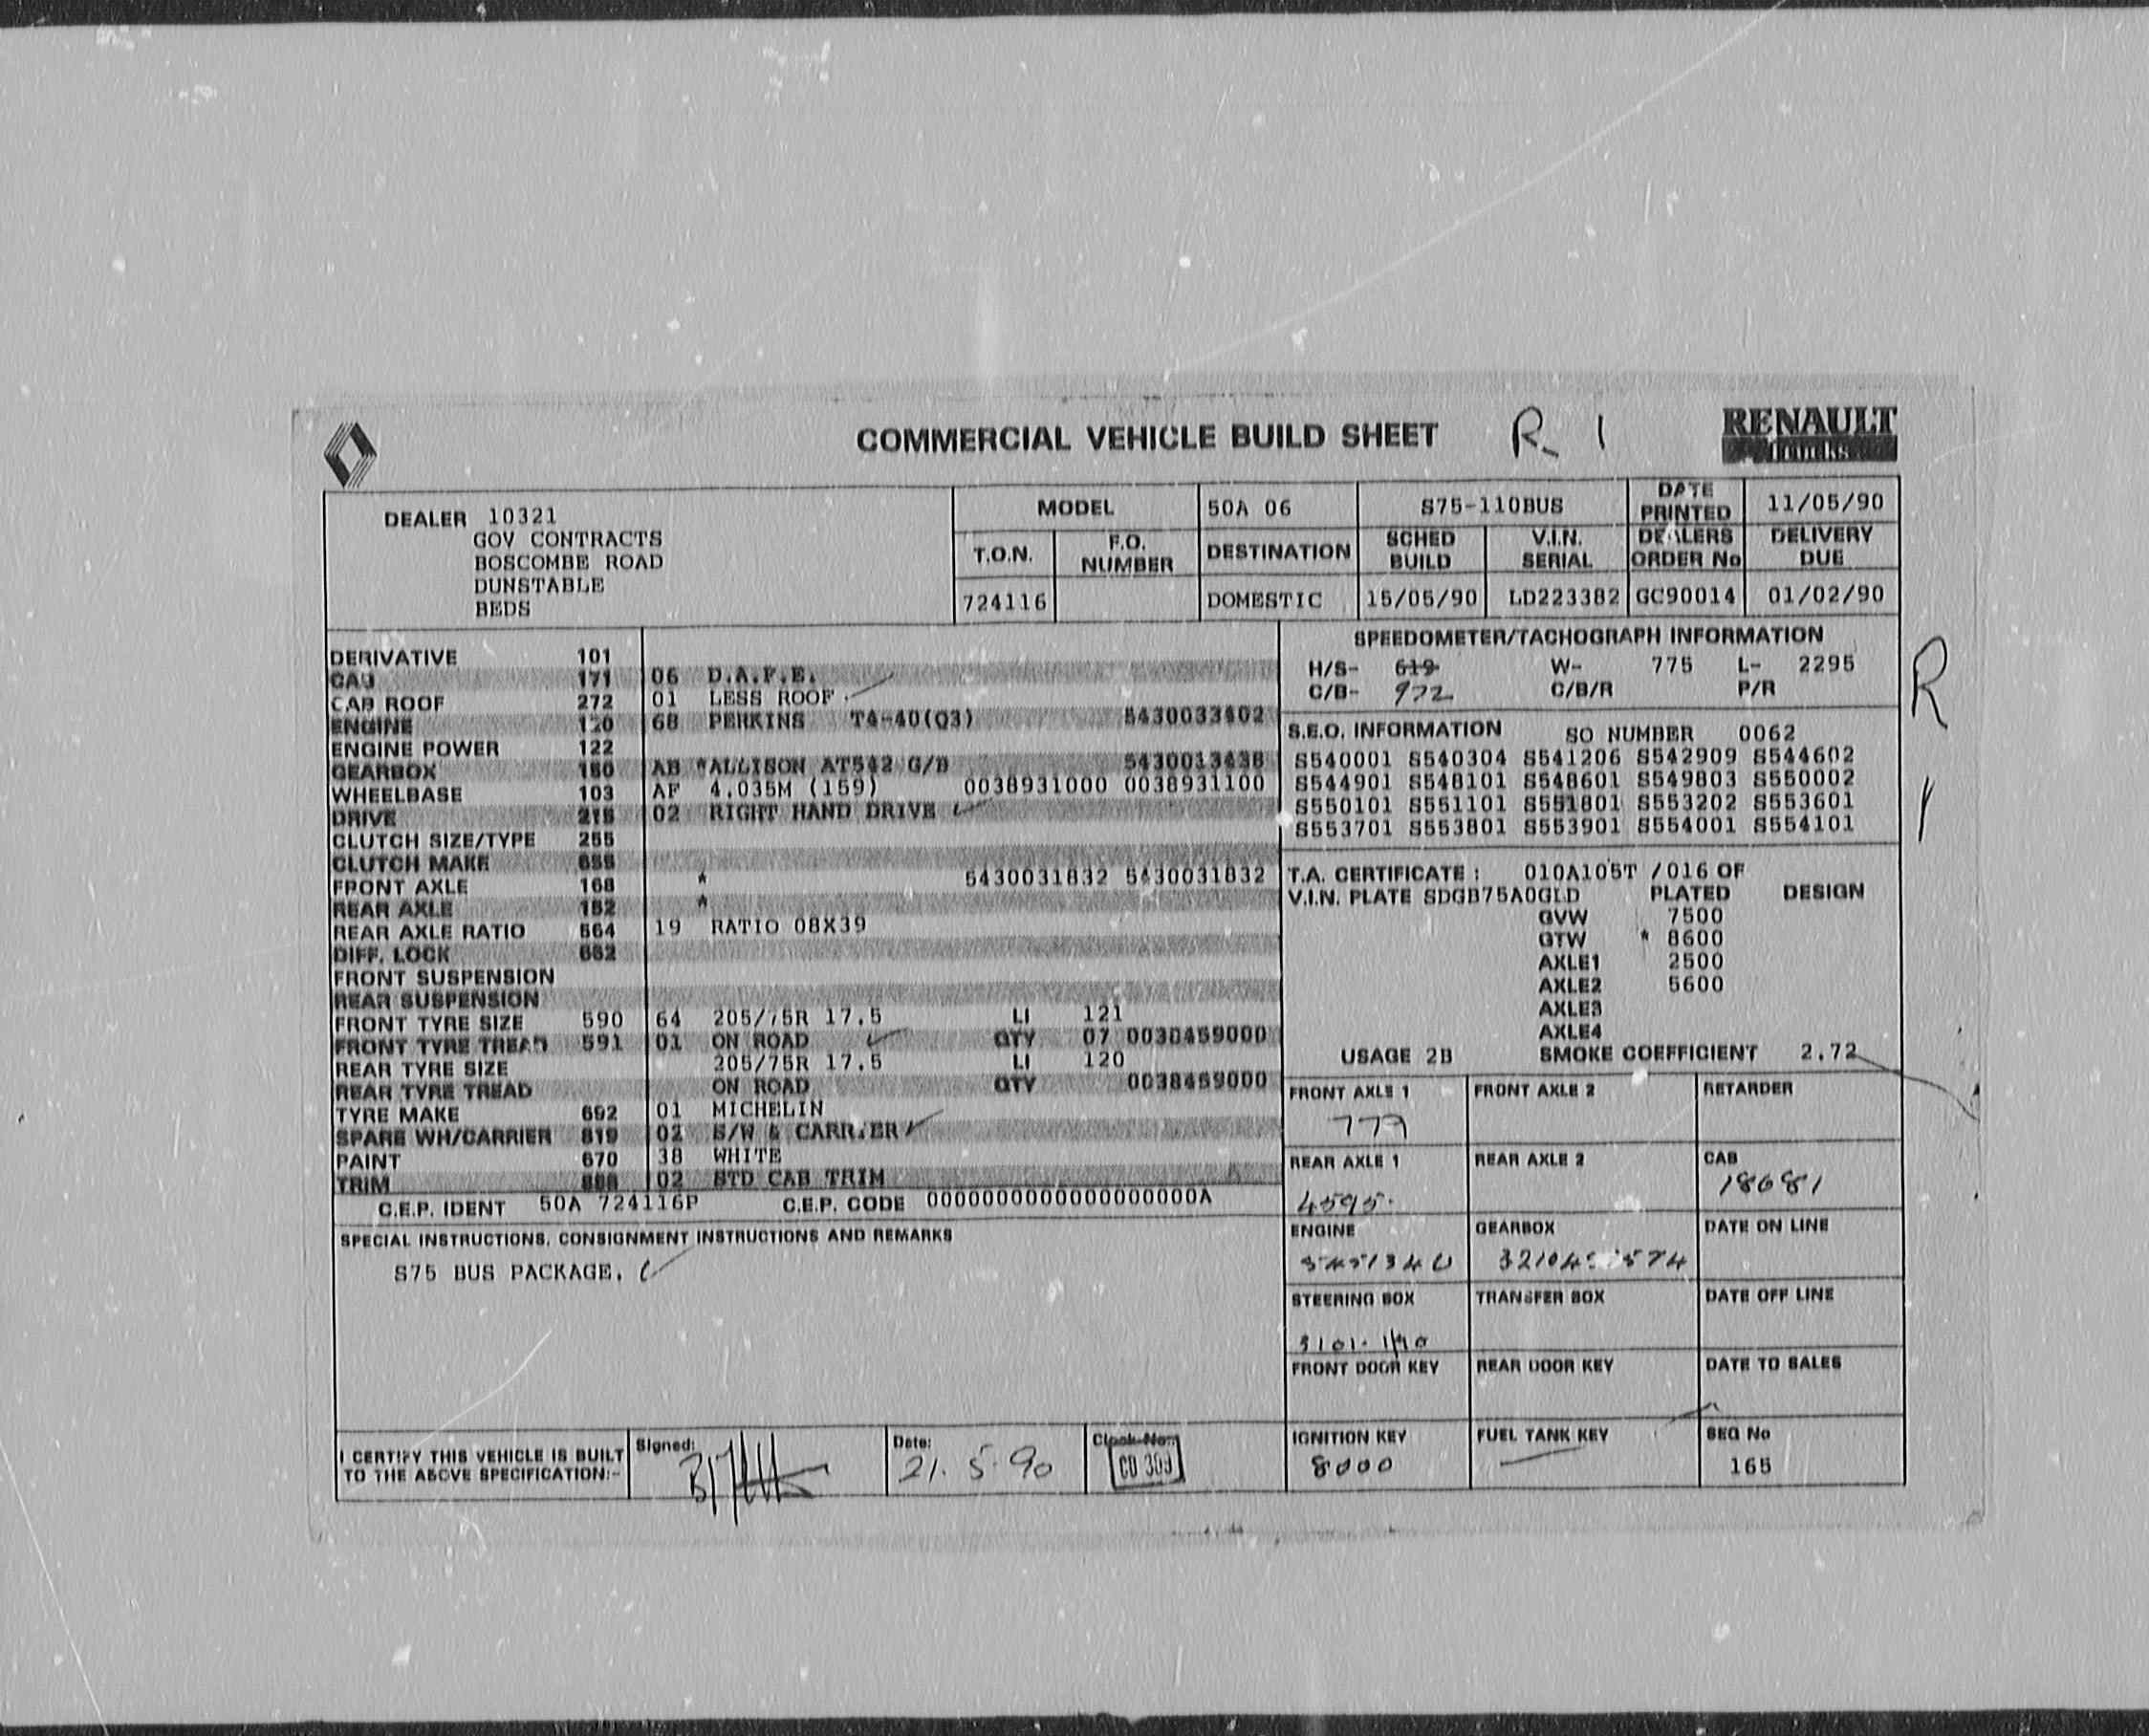 COMMERCIAL VEHICLE BUILD SHEET R 1
RENAULT
Trucks
DEALER 10321
GOV CONTRACTS
BOSCOMBE ROAD
DUNSTABLE
BEDS
MODEL 50A 06 S75-110BUS DATE PRINTED 11/05/90
T.O.N. F.O. NUMBER DESTINATION SCHED BUILD V.I.N. SERIAL DEALERS ORDER No DELIVERY DUE
724116 DOMESTIC 15/05/90 LD223382 GC90014 01/02/90
DERIVATIVE 101
CAB 171 06 D.A.F.E.
CAB ROOF 272 01 LESS ROOF
ENGINE 120 68 PERKINS T4-40(Q3) 5430033402
ENGINE POWER 122
GEARBOX 180 AB *ALLISON AT542 G/B 5430013438
WHEELBASE 103 AF 4.035M (159) 0038931000 0038931100
DRIVE 215 02 RIGHT HAND DRIVE
CLUTCH SIZE/TYPE 255
CLUTCH MAKE
FRONT AXLE 168 * 5430031832 5430031832
REAR AXLE 182 *
REAR AXLE RATIO 564 19 RATIO 08X39
DIFF. LOCK 662
FRONT SUSPENSION
REAR SUSPENSION
FRONT TYRE SIZE 590 64 205/75R 17.5 LI 121
FRONT TYRE TREAD 591 01 ON ROAD QTY 07 0038459000
REAR TYRE SIZE 205/75R 17.5 LI 120
REAR TYRE TREAD ON ROAD QTY 0038459000
TYRE MAKE 692 01 MICHELIN
SPARE WH/CARRIER 819 02 S/W & CARRIER
PAINT 670 38 WHITE
TRIM 02 STD CAB TRIM
C.E.P. IDENT 50A 724116P C.E.P. CODE 0000000000000000000A
SPECIAL INSTRUCTIONS, CONSIGNMENT INSTRUCTIONS AND REMARKS
S75 BUS PACKAGE.
I CERTIFY THIS VEHICLE IS BUILT
TO THE ABOVE SPECIFICATION:-
Signed:
Date:
21.5.90
Clock No:
CD 309
SPEEDOMETER/TACHOGRAPH INFORMATION
H/S- 619 W- 775 L- 2295
C/B- 972 C/B/R P/R
S.E.O. INFORMATION SO NUMBER 0062
S540001 S540304 S541206 S542909 S544602
S544901 S548101 S548601 S549803 S550002
S550101 S551101 S551801 S553202 S553601
S553701 S553801 S553901 S554001 S554101
T.A. CERTIFICATE : 010A105T /016 OF
V.I.N. PLATE SDGB75A0GLD PLATED DESIGN
GVW 7500
GTW * 8600
AXLE1 2500
AXLE2 5600
AXLE3
AXLE4
USAGE 2B SMOKE COEFFICIENT 2.72
FRONT AXLE 1 FRONT AXLE 2 RETARDER
779
REAR AXLE 1 REAR AXLE 2 CAB
4595. 18681
ENGINE GEARBOX DATE ON LINE
STEERING BOX TRANSFER BOX DATE OFF LINE
FRONT DOOR KEY REAR DOOR KEY DATE TO SALES
IGNITION KEY FUEL TANK KEY SEQ No
8000 165
R
1